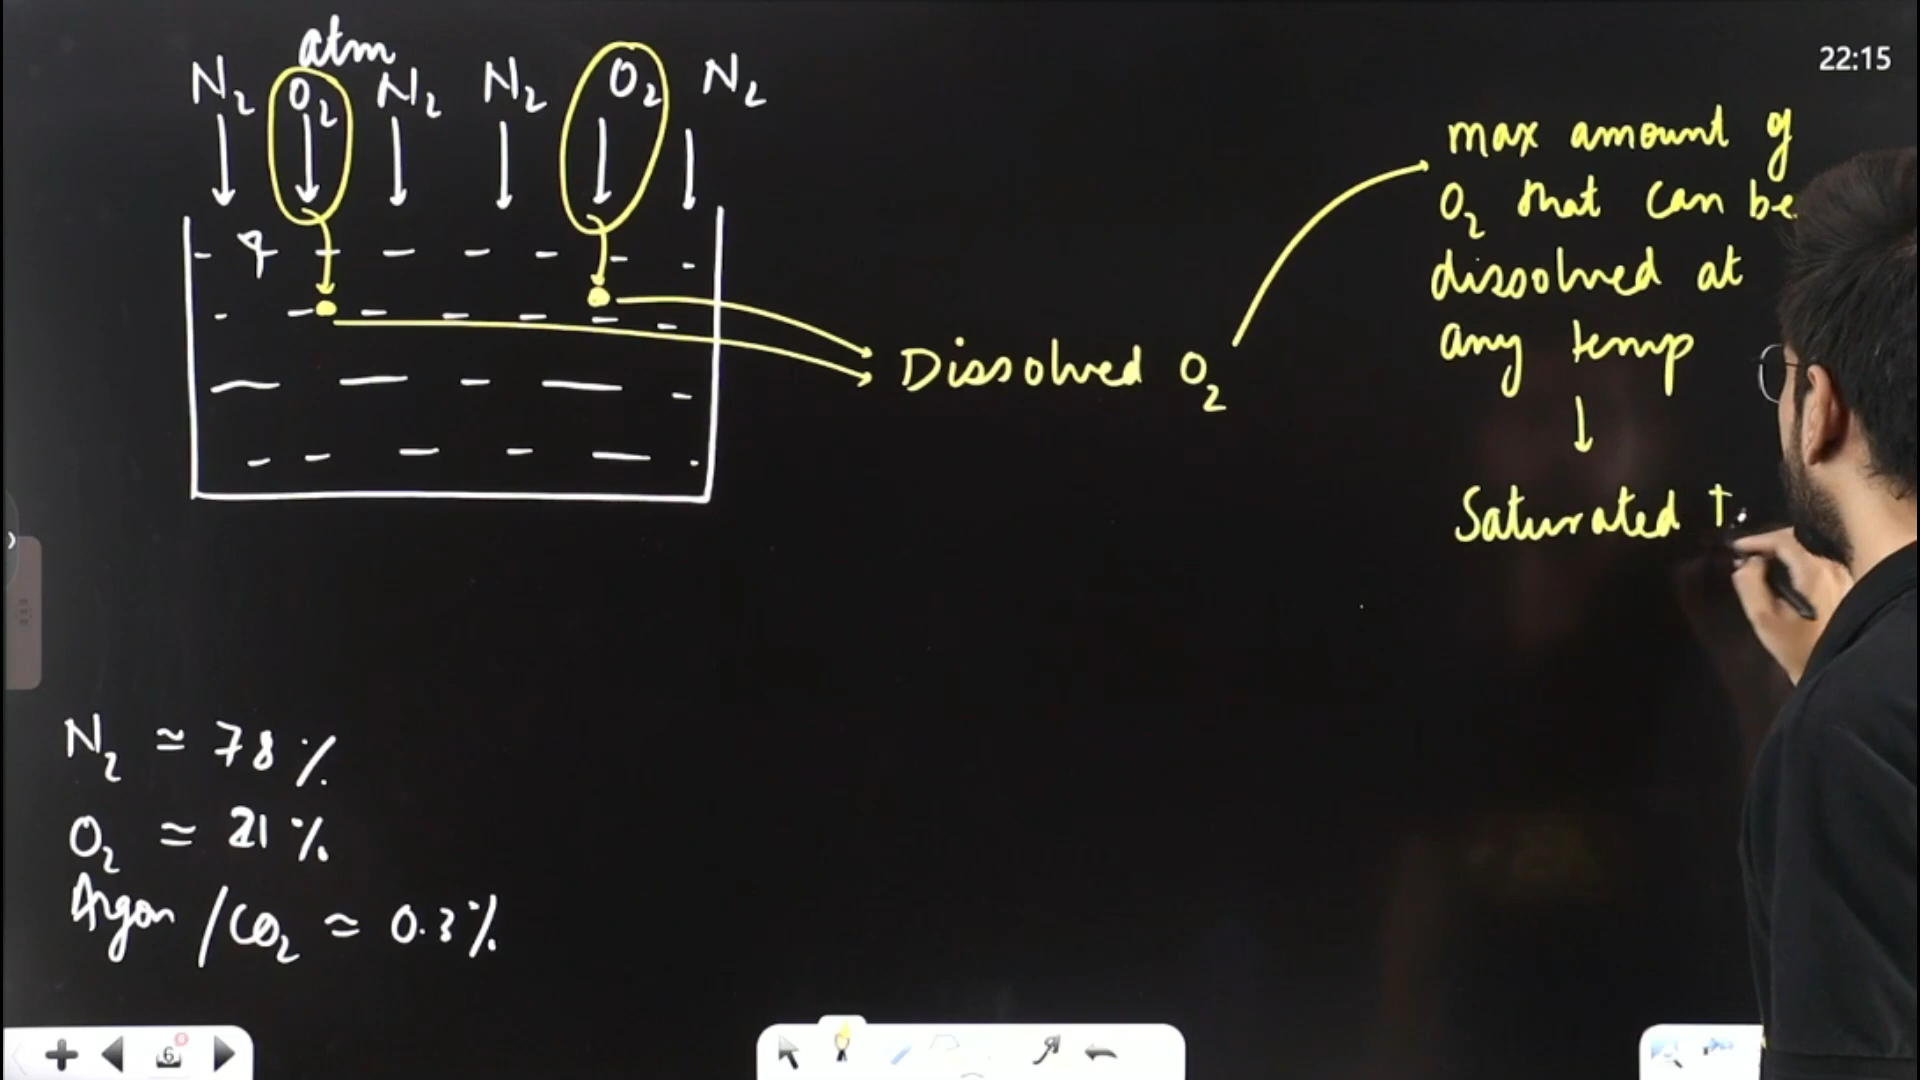 atm
N₂ O₂ N₂ N₂ O₂ N₂
22:15
max amount of
O₂ that can be
dissolved at
any temp
Dissolved O₂
Saturated
N₂ ≈ 78 %
O₂ ≈ 21 %
Argon / CO₂ ≈ 0.3 %
6